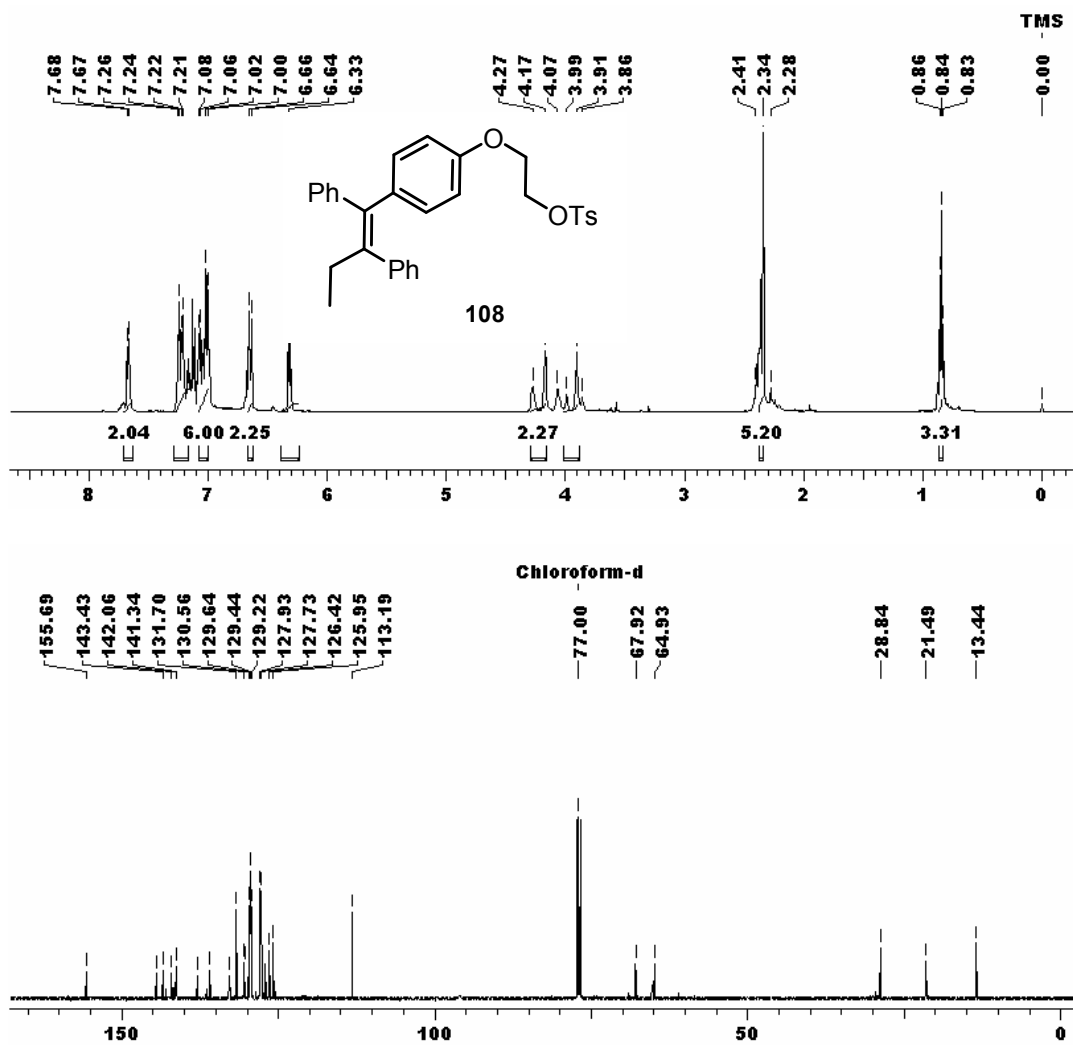 TMS
7.68 7.67 7.26 7.24 7.22 7.21 7.08 7.06 7.02 7.00 6.66 6.64 6.33 4.27 4.17 4.07 3.99 3.91 3.86 2.41 2.34 2.28 0.86 0.84 0.83 0.00
O
Ph
OTs
Ph
108
2.04 6.00 2.25 2.27 5.20 3.31
8 7 6 5 4 3 2 1 0
Chloroform-d
155.69 143.43 142.06 141.34 131.70 130.56 129.64 129.44 129.22 127.93 127.73 126.42 125.95 113.19 77.00 67.92 64.93 28.84 21.49 13.44
150 100 50 0